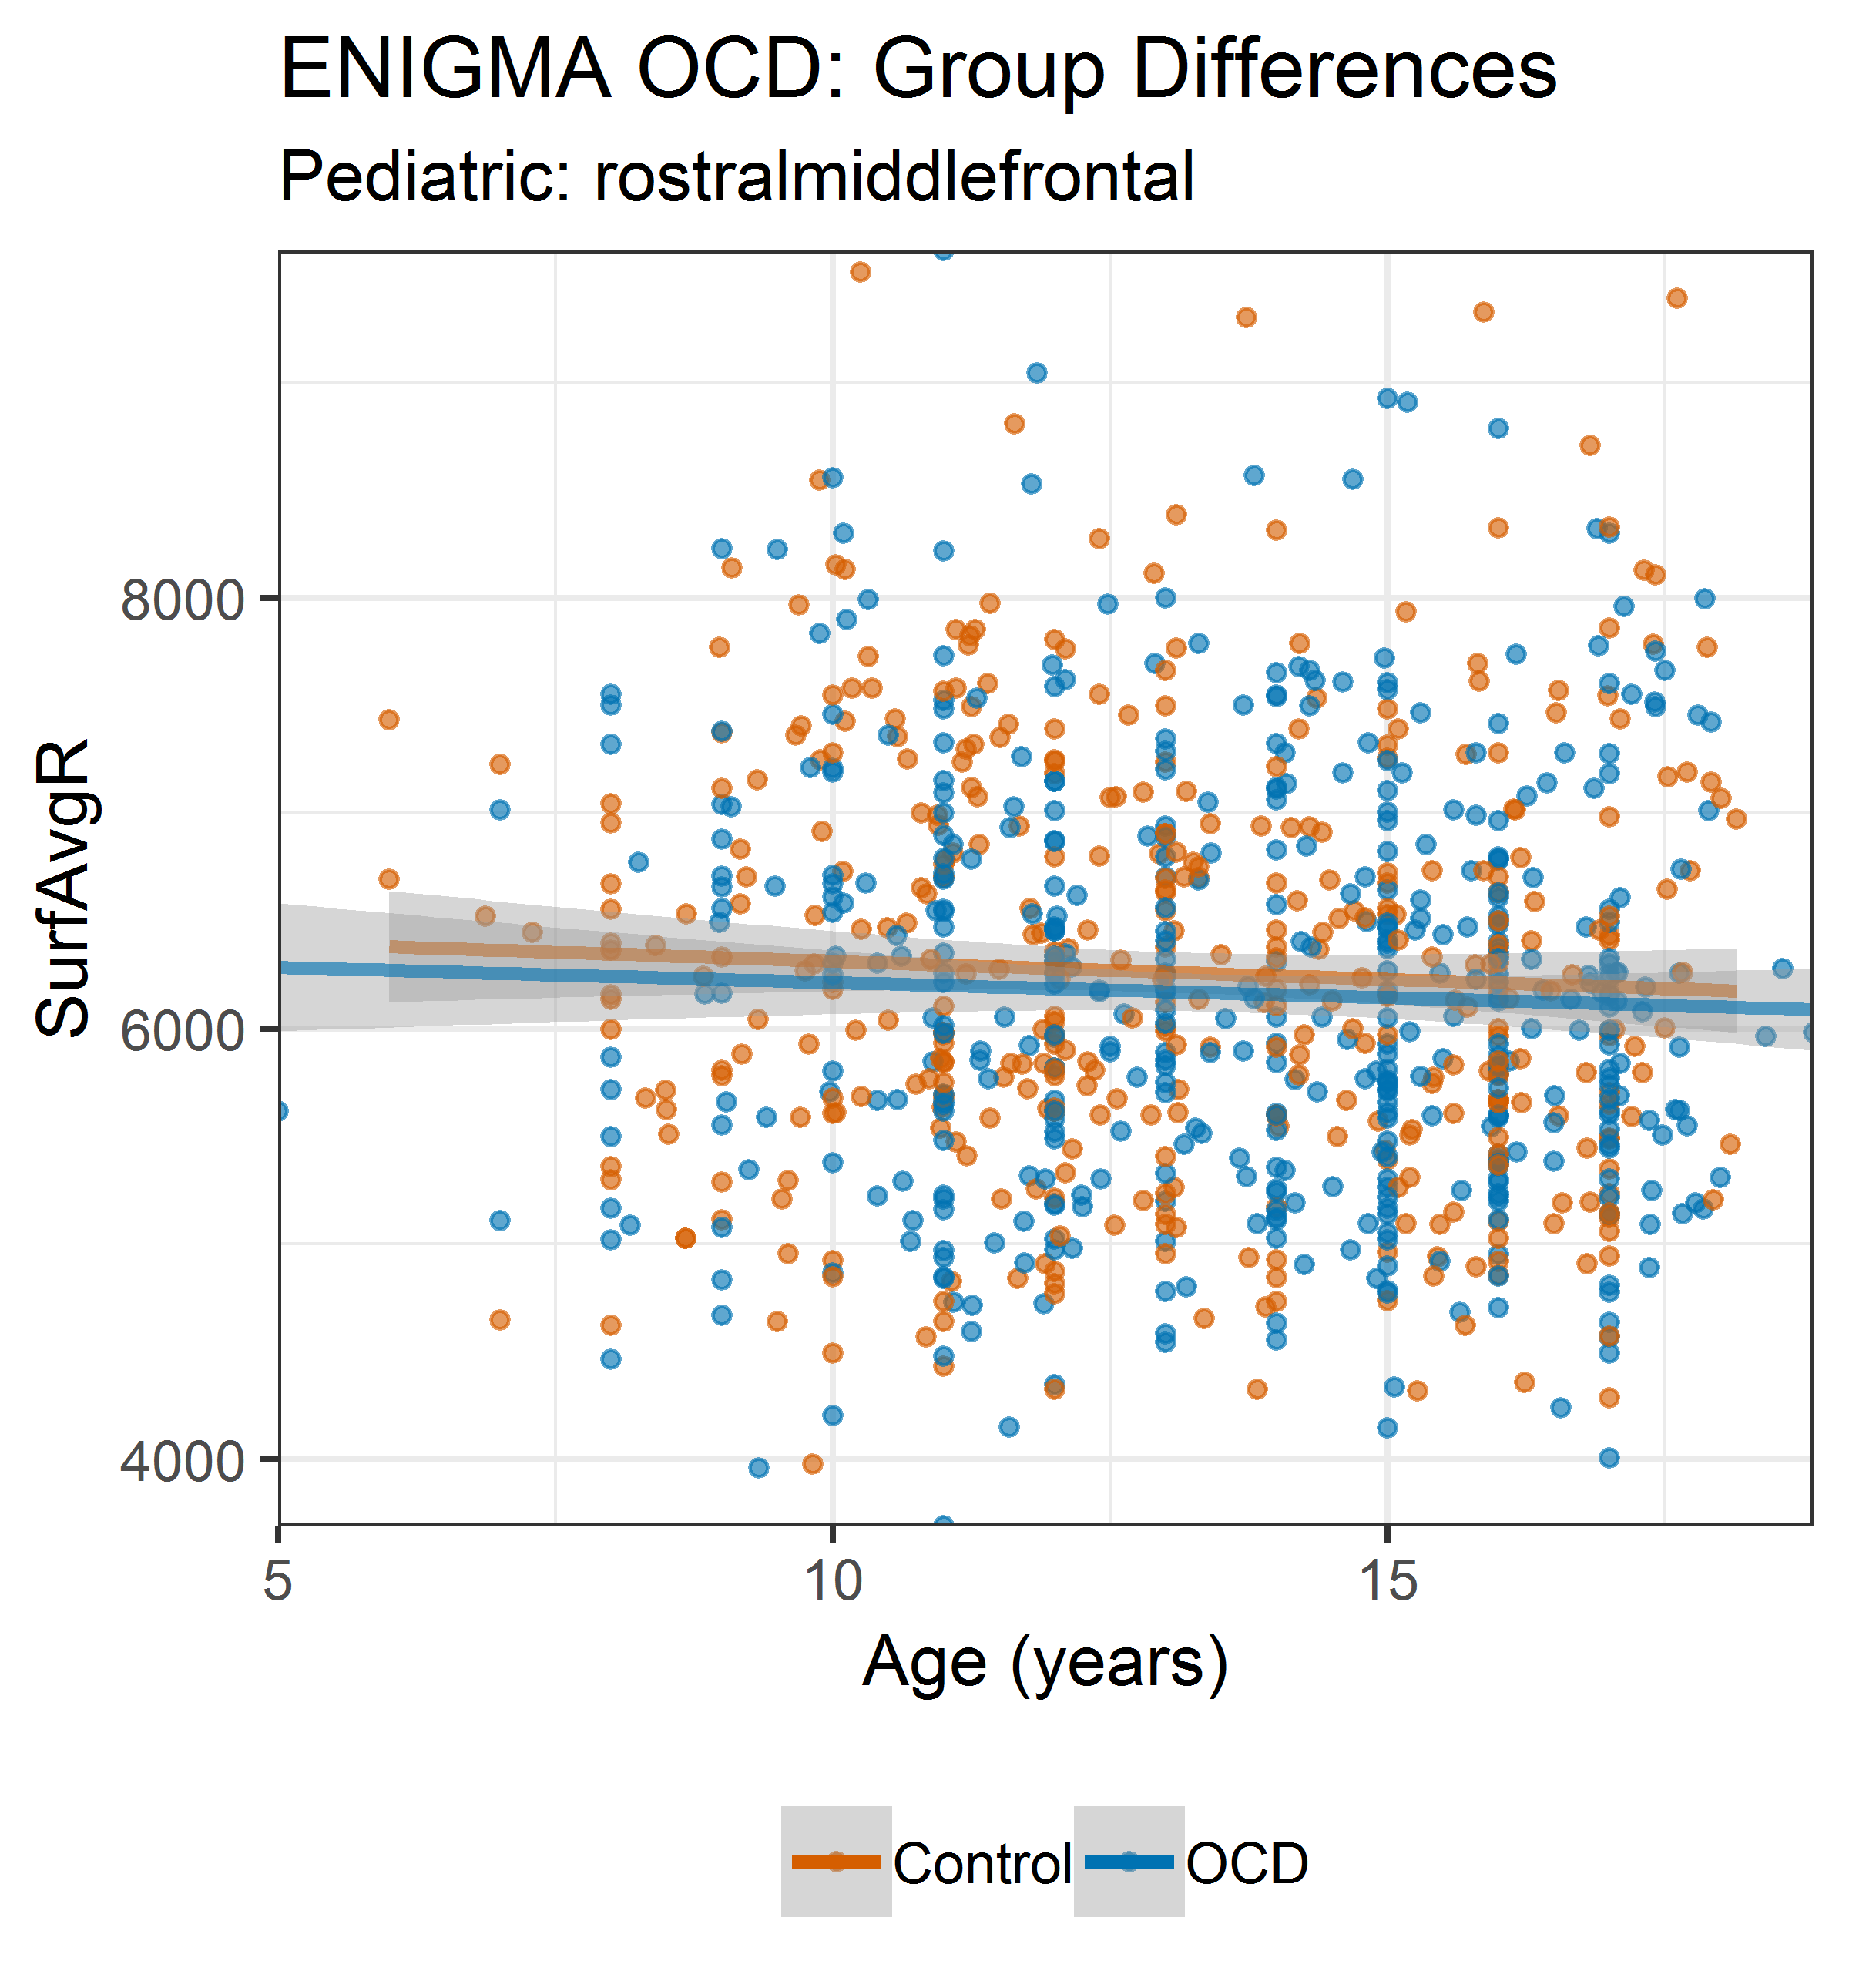 ENIGMA OCD: Group Differences
Pediatric: rostralmiddlefrontal
SurfAvgR
8000
6000
4000
5 10 15
Age (years)
Control OCD